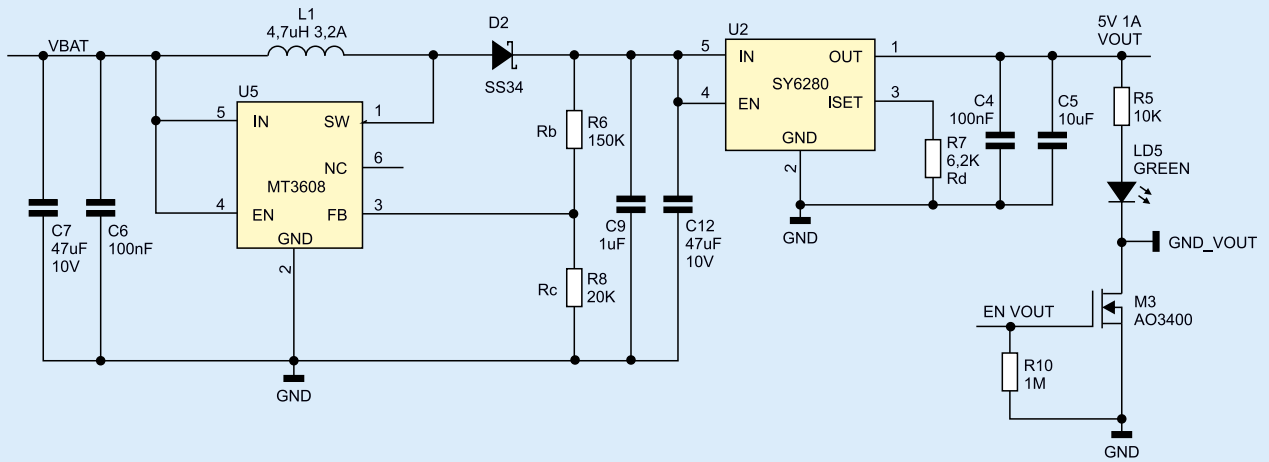 L1
4,7uH 3,2A
VBAT
D2
SS34
U5
5
IN
SW
1
NC
6
MT3608
4
EN
FB
3
GND
2
C7
47uF
10V
C6
100nF
GND
Rb
R6
150K
Rc
R8
20K
C9
1uF
C12
47uF
10V
U2
5
IN
OUT
1
SY6280
4
EN
ISET
3
GND
2
GND
R7
6,2K
Rd
C4
100nF
C5
10uF
5V 1A
VOUT
R5
10K
LD5
GREEN
GND_VOUT
EN VOUT
M3
AO3400
R10
1M
GND